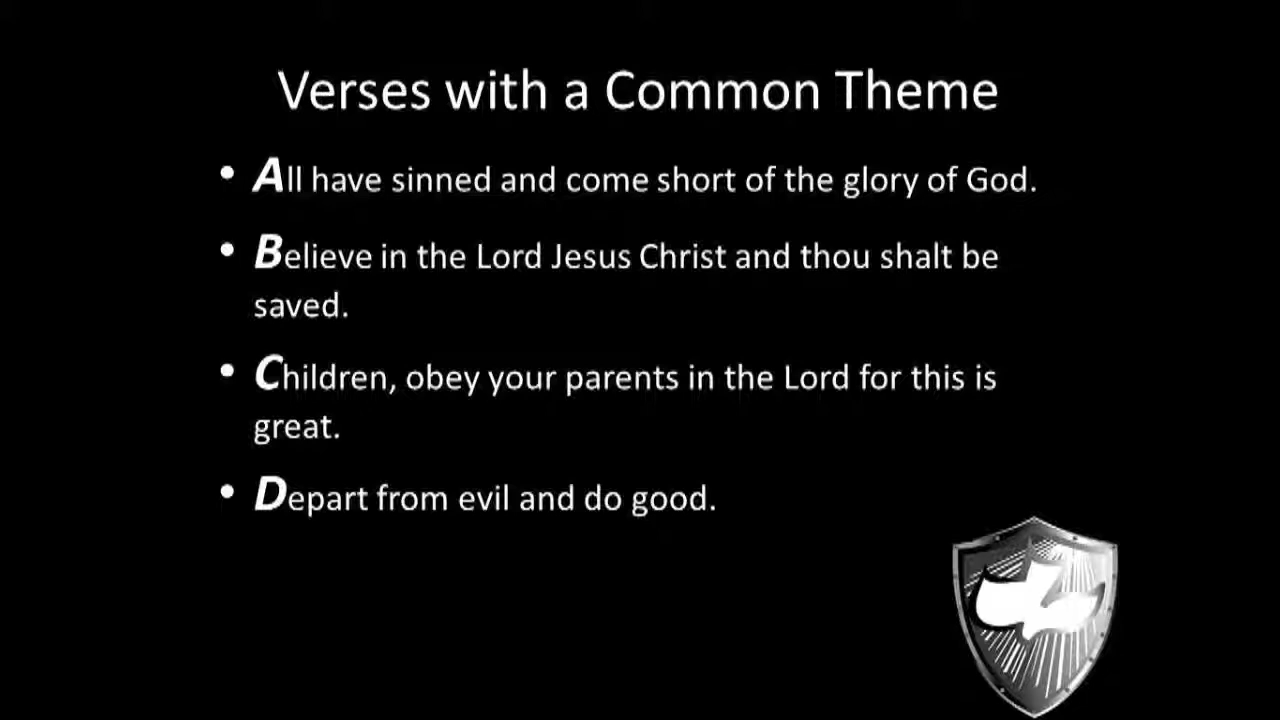 Verses with a Common Theme
• All have sinned and come short of the glory of God.
• Believe in the Lord Jesus Christ and thou shalt be
saved.
• Children, obey your parents in the Lord for this is
great.
• Depart from evil and do good.